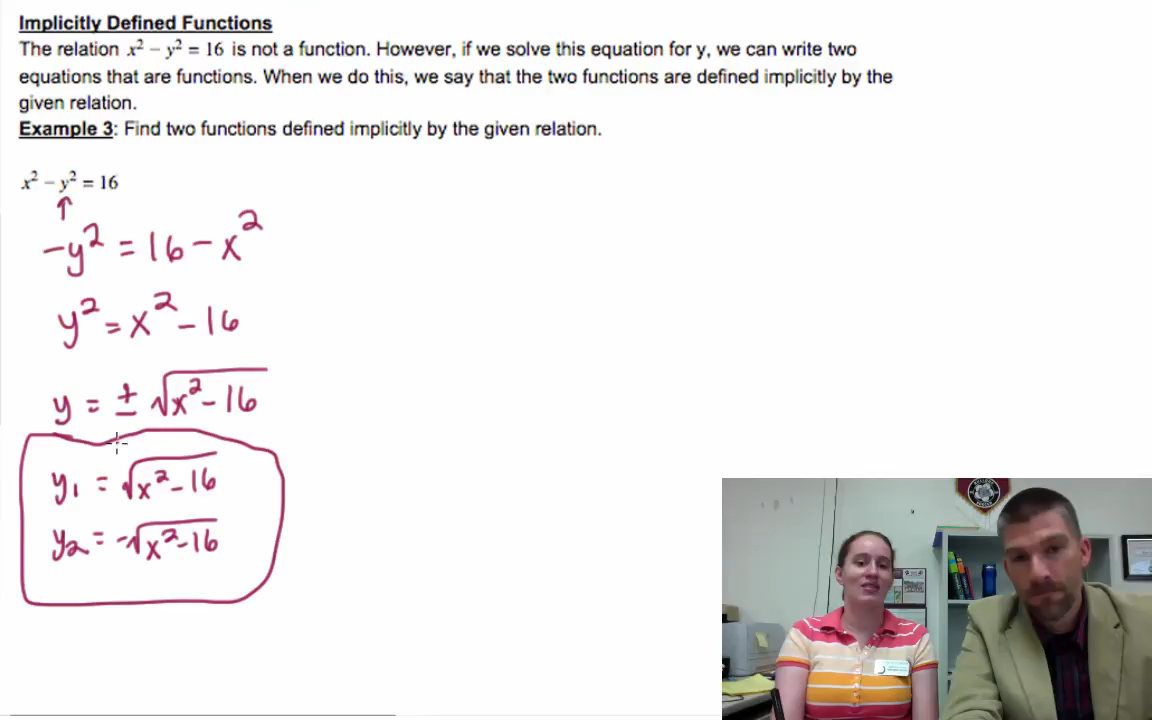 Implicitly Defined Functions
The relation x² − y² = 16 is not a function. However, if we solve this equation for y, we can write two
equations that are functions. When we do this, we say that the two functions are defined implicitly by the
given relation.
Example 3: Find two functions defined implicitly by the given relation.
x² − y² = 16
-y² = 16 - x²
y² = x² - 16
y = ± √(x² - 16)
y₁ = √(x² - 16)
y₂ = -√(x² - 16)